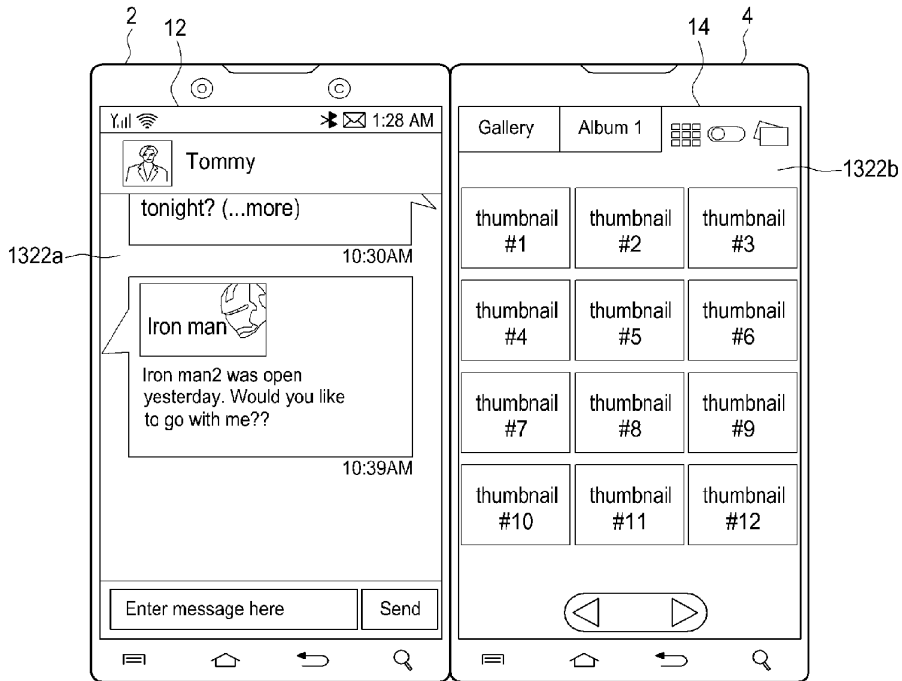 2
12
14
4
1:28 AM
Tommy
tonight? (...more)
10:30AM
1322a
Iron man
Iron man2 was open
yesterday. Would you like
to go with me??
10:39AM
Enter message here
Send
Gallery
Album 1
1322b
thumbnail
#1
thumbnail
#2
thumbnail
#3
thumbnail
#4
thumbnail
#5
thumbnail
#6
thumbnail
#7
thumbnail
#8
thumbnail
#9
thumbnail
#10
thumbnail
#11
thumbnail
#12